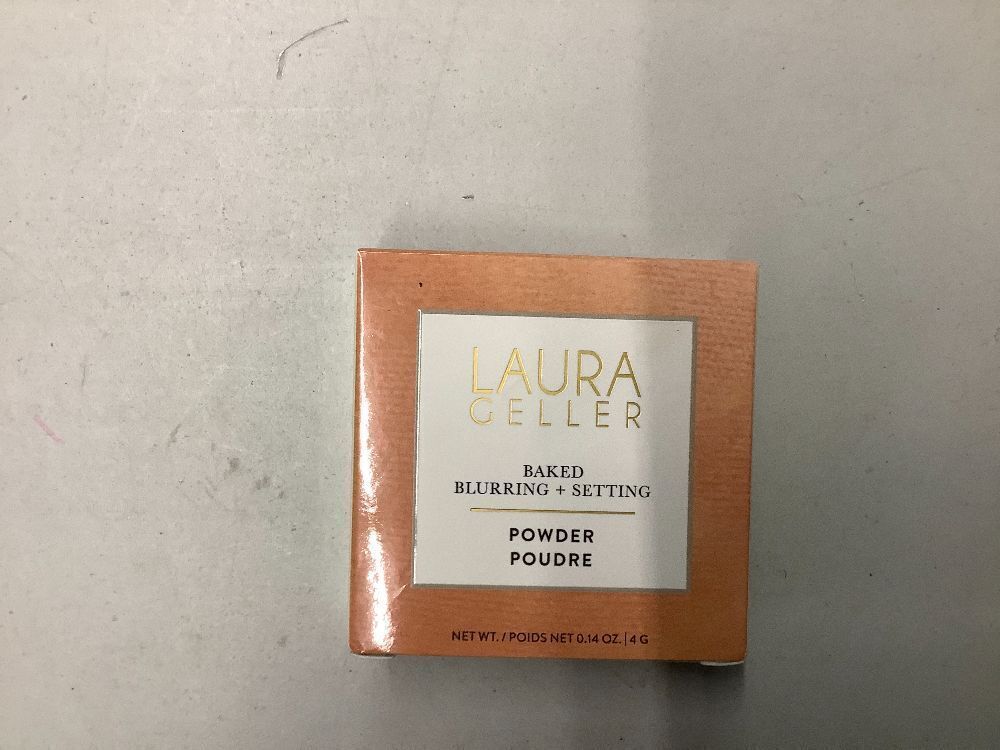 LAURA
GELLER
BAKED
BLURRING + SETTING
POWDER
POUDRE
NET WT. / POIDS NET 0.14 OZ. | 4 G